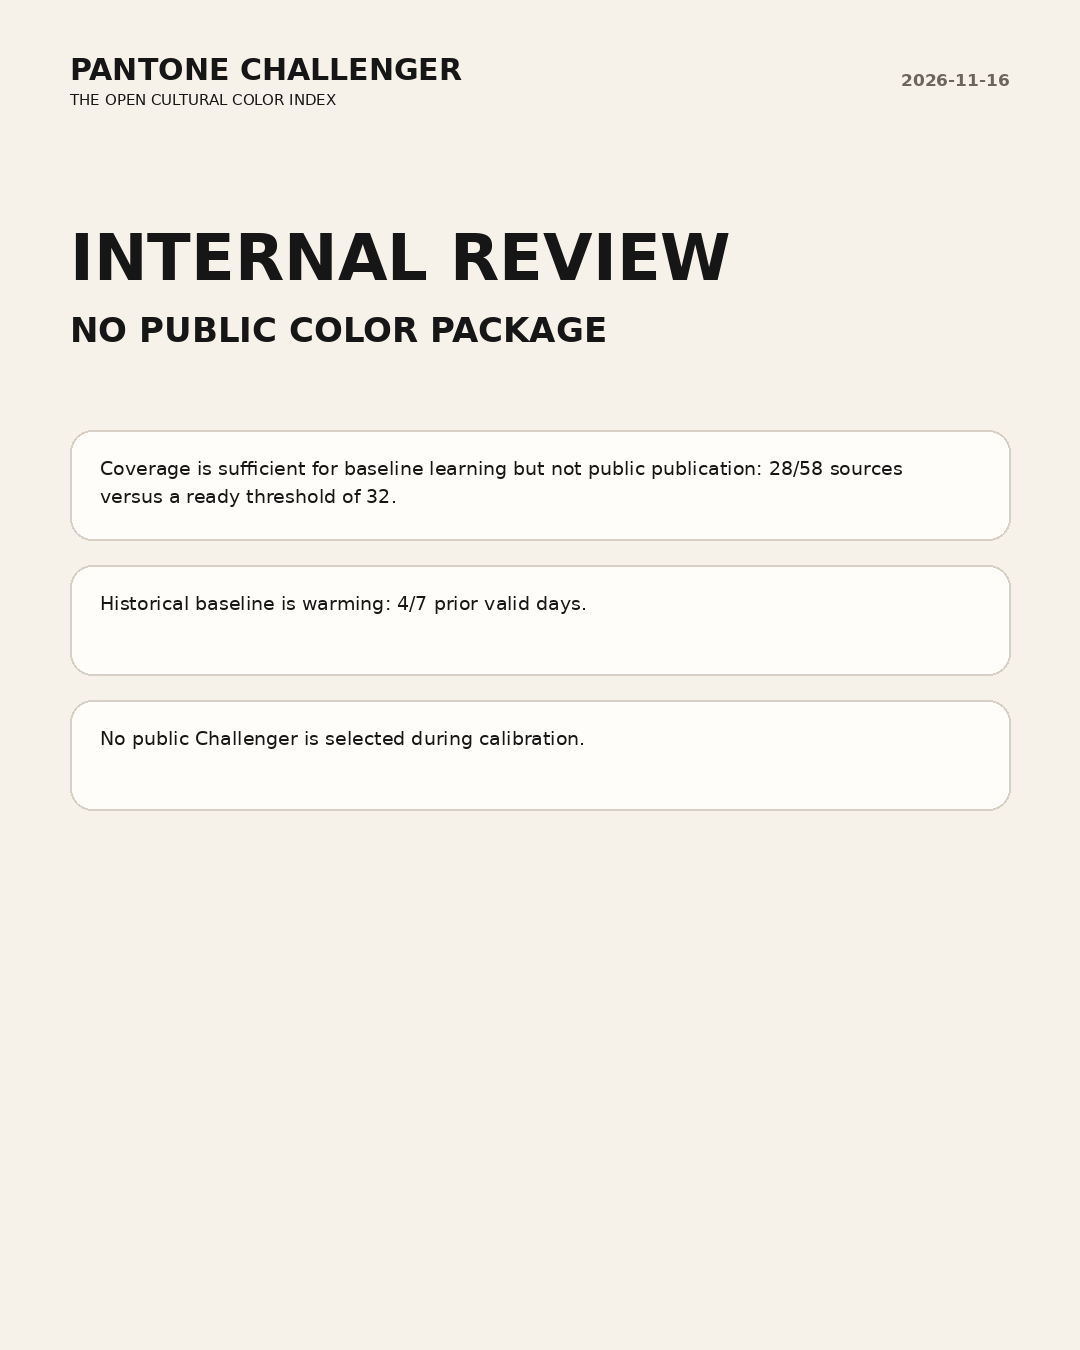 PANTONE CHALLENGER
THE OPEN CULTURAL COLOR INDEX
2026-11-16
INTERNAL REVIEW
NO PUBLIC COLOR PACKAGE
Coverage is sufficient for baseline learning but not public publication: 28/58 sources
versus a ready threshold of 32.
Historical baseline is warming: 4/7 prior valid days.
No public Challenger is selected during calibration.